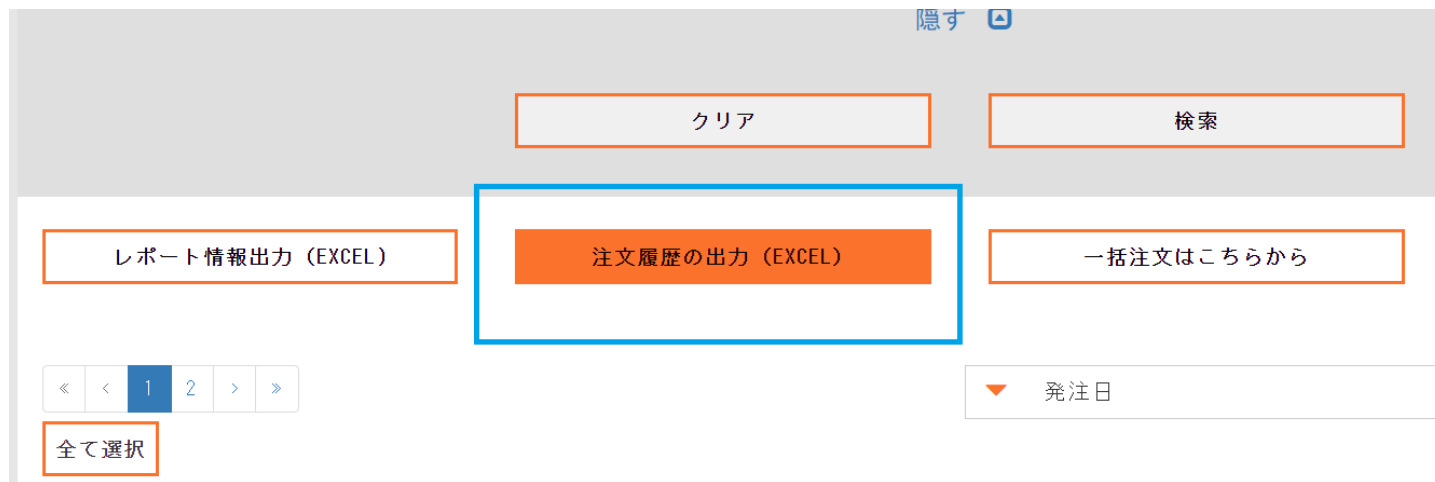 隠す
クリア
検索
レポート情報出力 (EXCEL)
注文履歴の出力 (EXCEL)
一括注文はこちらから
« < 1 2 > »
発注日
全て選択